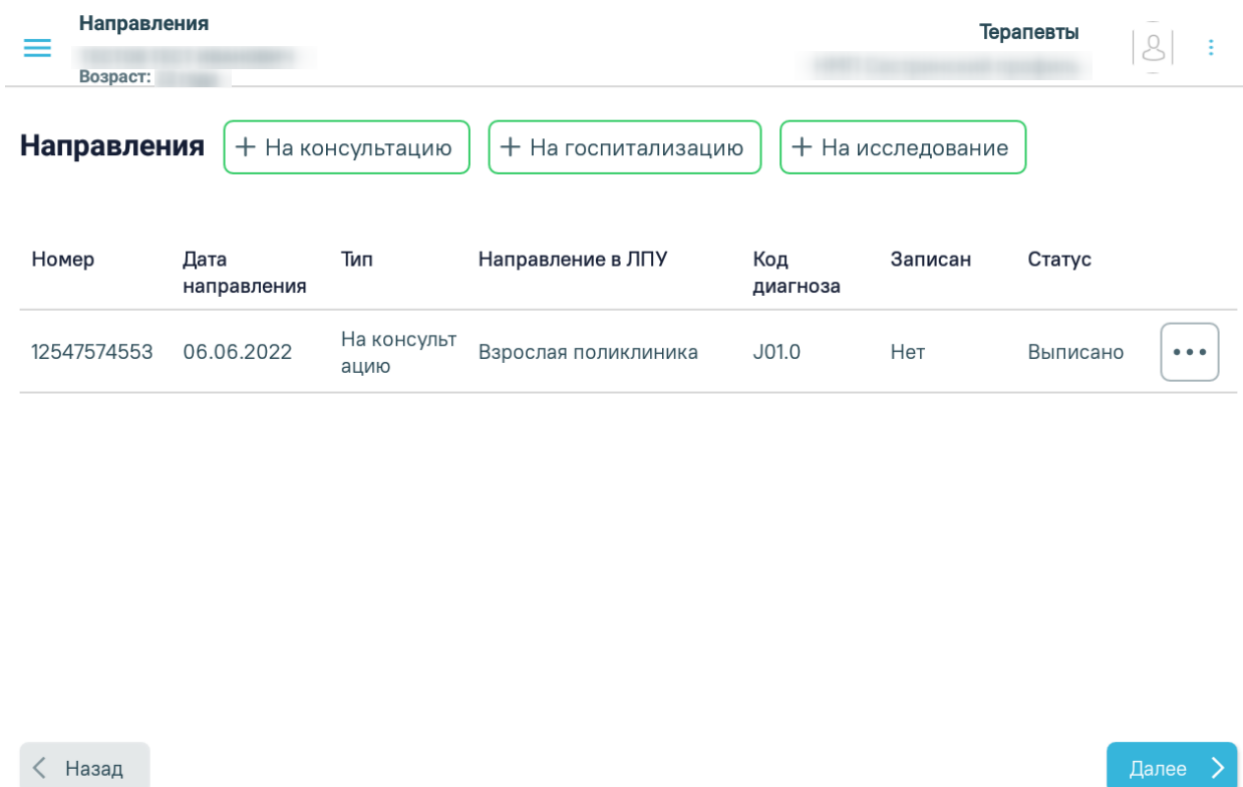 Направления
Терапевты
Возраст:
Направления
+ На консультацию
+ На госпитализацию
+ На исследование
Номер
Дата
направления
Тип
Направление в ЛПУ
Код
диагноза
Записан
Статус
12547574553
06.06.2022
На консульт
ацию
Взрослая поликлиника
J01.0
Нет
Выписано
Назад
Далее